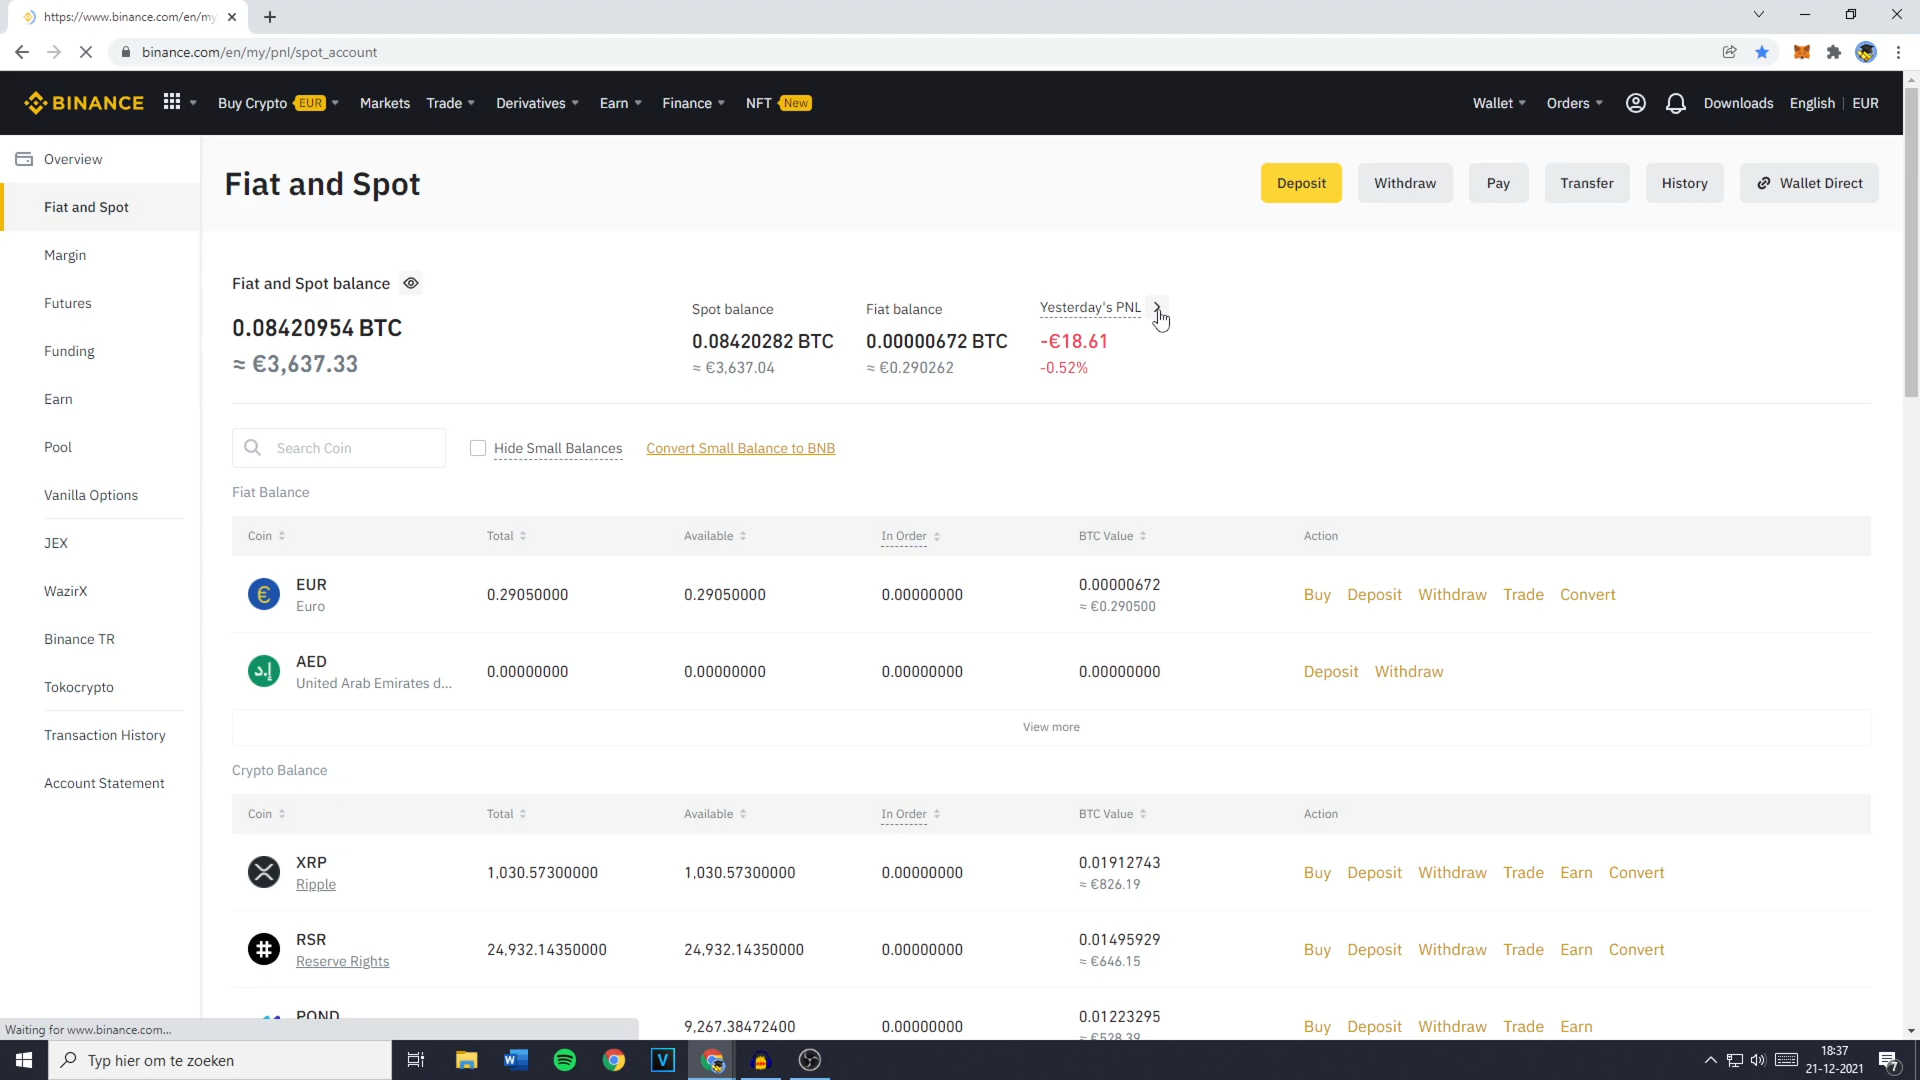 https://www.binance.com/en/my
binance.com/en/my/pnl/spot_account
BINANCE
Buy Crypto EUR
Markets
Trade
Derivatives
Earn
Finance
NFT New
Wallet
Orders
Downloads
English
EUR
Overview
Fiat and Spot
Margin
Futures
Funding
Earn
Pool
Vanilla Options
JEX
WazirX
Binance TR
Tokocrypto
Transaction History
Account Statement
Fiat and Spot
Deposit
Withdraw
Pay
Transfer
History
Wallet Direct
Fiat and Spot balance
0.08420954 BTC
≈ €3,637.33
Spot balance
0.08420282 BTC
≈ €3,637.04
Fiat balance
0.00000672 BTC
≈ €0.290262
Yesterday's PNL
-€18.61
-0.52%
Search Coin
Hide Small Balances
Convert Small Balance to BNB
Fiat Balance
Coin Total Available In Order BTC Value Action
EUR
Euro
0.29050000 0.29050000 0.00000000
0.00000672
≈ €0.290500
Buy Deposit Withdraw Trade Convert
AED
United Arab Emirates d...
0.00000000 0.00000000 0.00000000 0.00000000
Deposit Withdraw
View more
Crypto Balance
Coin Total Available In Order BTC Value Action
XRP
Ripple
1,030.57300000 1,030.57300000 0.00000000
0.01912743
≈ €826.19
Buy Deposit Withdraw Trade Earn Convert
RSR
Reserve Rights
24,932.14350000 24,932.14350000 0.00000000
0.01495929
≈ €646.15
Buy Deposit Withdraw Trade Earn Convert
POND
9,267.38472400 0.00000000
0.01223295
≈ €528.39
Buy Deposit Withdraw Trade Earn
Waiting for www.binance.com...
Typ hier om te zoeken
18:37
21-12-2021
7